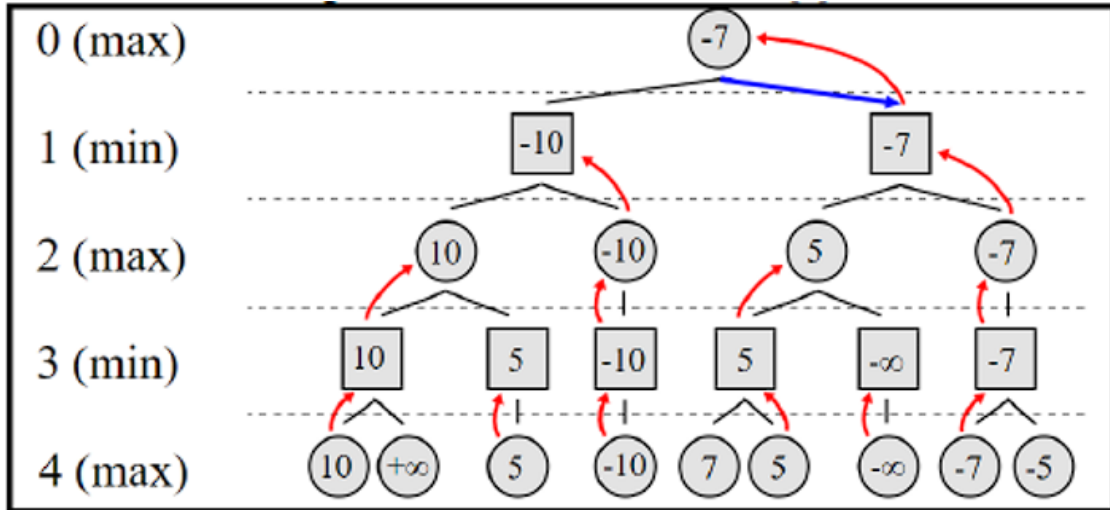 0 (max) -7
1 (min) -10 -7
2 (max) 10 -10 5 -7
3 (min) 10 5 -10 5 -∞ -7
4 (max) 10 +∞ 5 -10 7 5 -∞ -7 -5